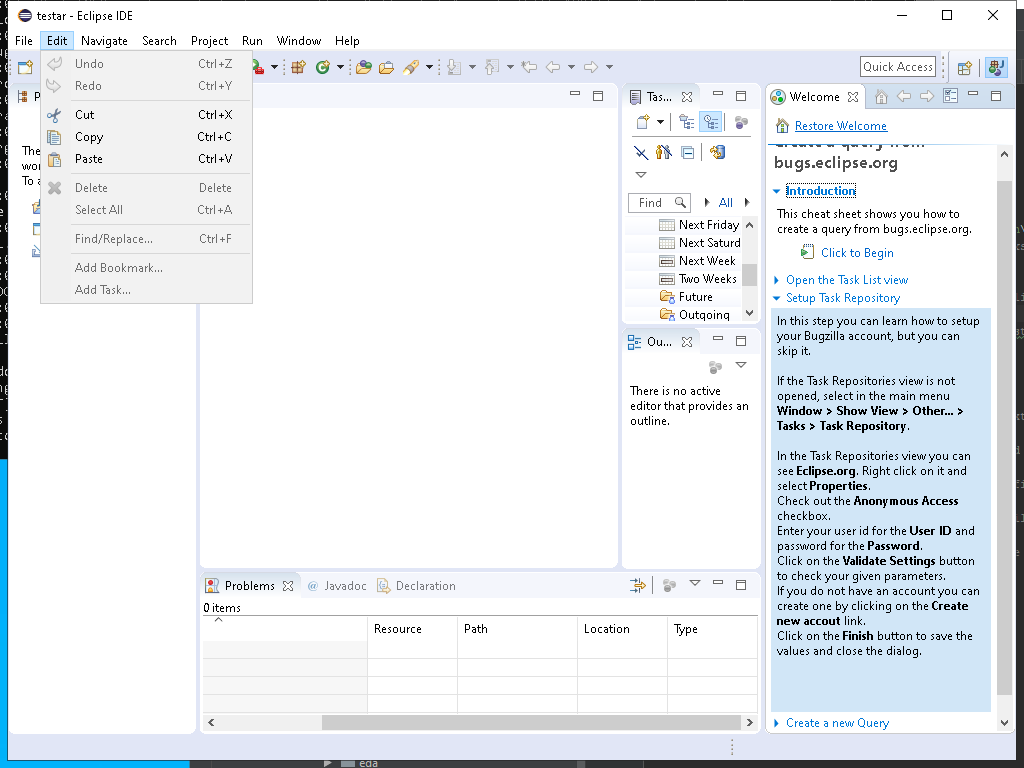 testar - Eclipse IDE
File Edit Navigate Search Project Run Window Help
Quick Access
Undo Ctrl+Z
Redo Ctrl+Y
Cut Ctrl+X
Copy Ctrl+C
Paste Ctrl+V
Delete Delete
Select All Ctrl+A
Find/Replace... Ctrl+F
Add Bookmark...
Add Task...
P
The
wor
To a
Tas...
Find
All
Next Friday
Next Saturd
Next Week
Two Weeks
Future
Outgoing
Ou...
There is no active
editor that provides an
outline.
Welcome
Restore Welcome
Create a query from
bugs.eclipse.org
Introduction
This cheat sheet shows you how to
create a query from bugs.eclipse.org.
Click to Begin
Open the Task List view
Setup Task Repository
In this step you can learn how to setup
your Bugzilla account, but you can
skip it.
If the Task Repositories view is not
opened, select in the main menu
Window > Show View > Other... >
Tasks > Task Repository.
In the Task Repositories view you can
see Eclipse.org. Right click on it and
select Properties.
Check out the Anonymous Access
checkbox.
Enter your user id for the User ID and
password for the Password.
Click on the Validate Settings button
to check your given parameters.
If you do not have an account you can
create one by clicking on the Create
new accout link.
Click on the Finish button to save the
values and close the dialog.
Create a new Query
Problems @ Javadoc Declaration
0 items
Resource Path Location Type
eda